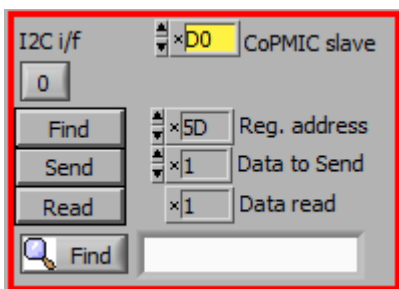 I2C i/f ×D0 CoPMIC slave
0
Find ×5D Reg. address
Send ×1 Data to Send
Read ×1 Data read
Find